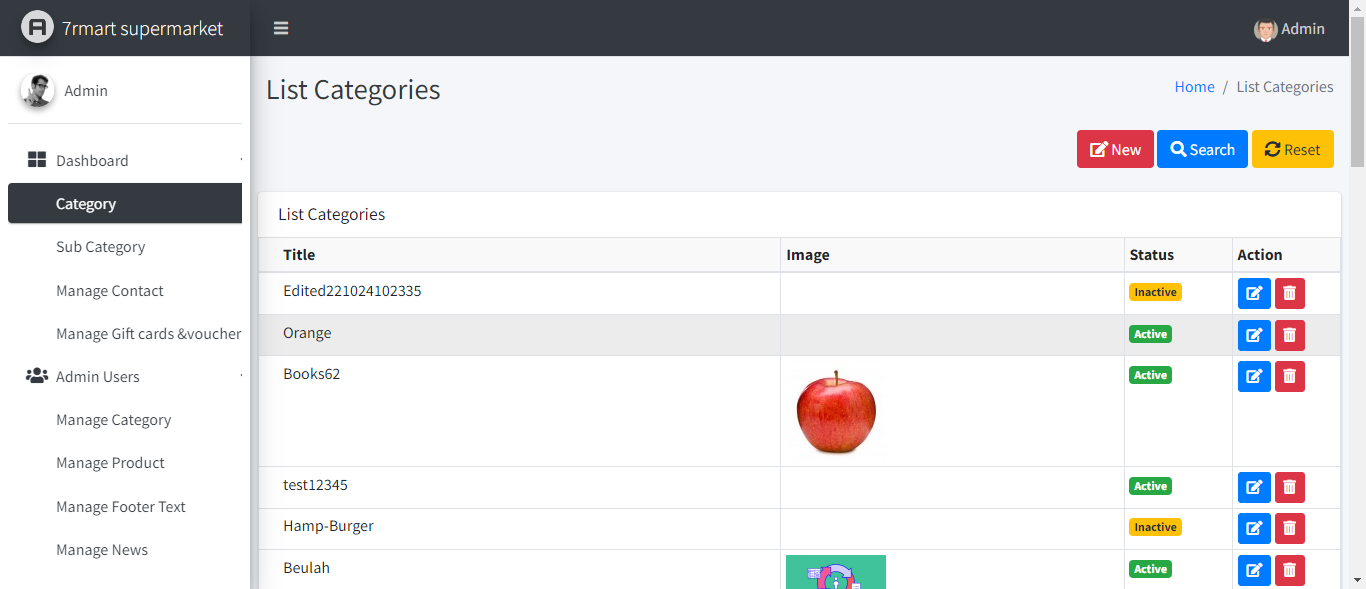 7rmart supermarket
Admin
Admin
List Categories
Home / List Categories
New Search Reset
Dashboard
Category
Sub Category
Manage Contact
Manage Gift cards &voucher
Admin Users
Manage Category
Manage Product
Manage Footer Text
Manage News
List Categories
Title Image Status Action
Edited221024102335 Inactive
Orange Active
Books62 Active
test12345 Active
Hamp-Burger Inactive
Beulah Active